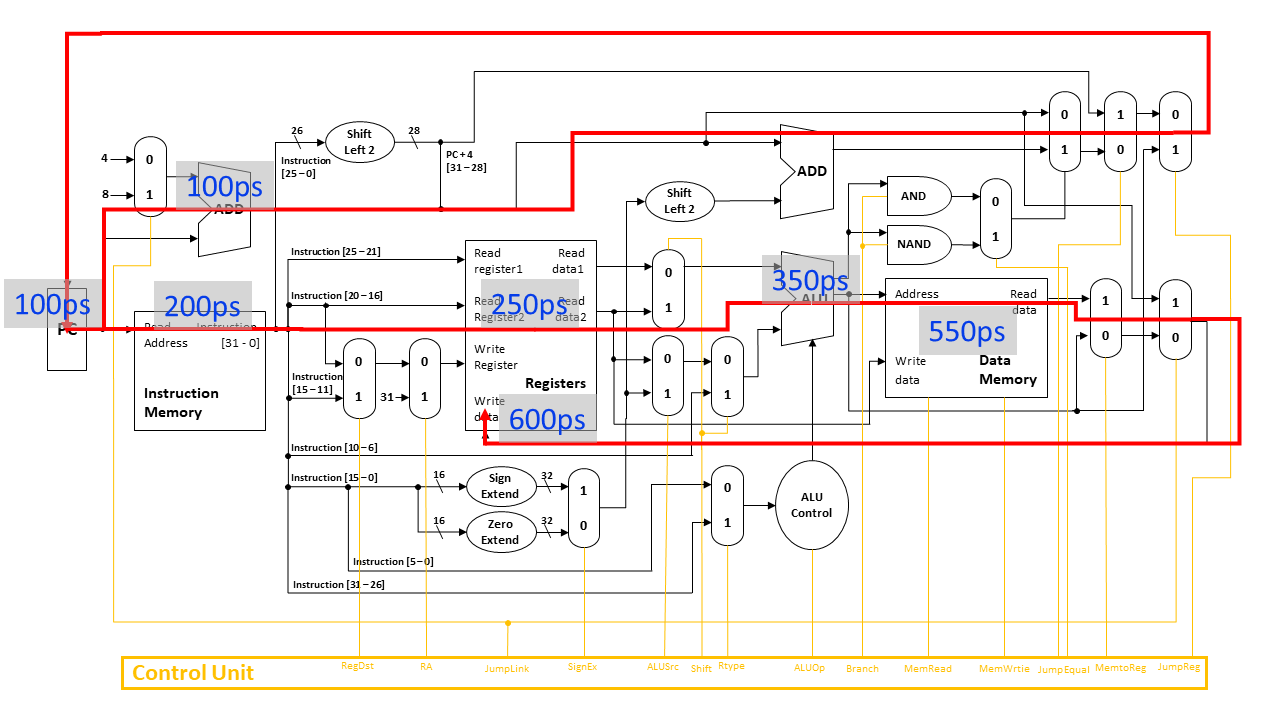 26
28
Shift
Left 2
Instruction
[25 – 0]
PC + 4
[31 – 28]
4
0
8
1
100ps
ADD
0
1
1
0
0
1
ADD
Shift
Left 2
AND
NAND
0
1
Instruction [25 – 21]
Read
register1
Read
data1
0
1
350ps
ALU
100ps
PC
200ps
Read
Address
Instruction
[31 - 0]
Instruction
Memory
Instruction [20 – 16]
250ps
Read
Register2
Read
data2
Write
Register
Registers
Write
data
600ps
Address
Read
data
550ps
Write
data
Data
Memory
1
0
1
0
0
1
0
1
0
1
0
1
Instruction
[15 – 11]
31
Instruction [10 – 6]
Instruction [15 – 0]
16
Sign
Extend
32
16
Zero
Extend
32
1
0
0
1
ALU
Control
Instruction [5 – 0]
Instruction [31 – 26]
Control Unit
RegDst
RA
JumpLink
SignEx
ALUSrc
Shift
Rtype
ALUOp
Branch
MemRead
MemWrtie
JumpEqual
MemtoReg
JumpReg